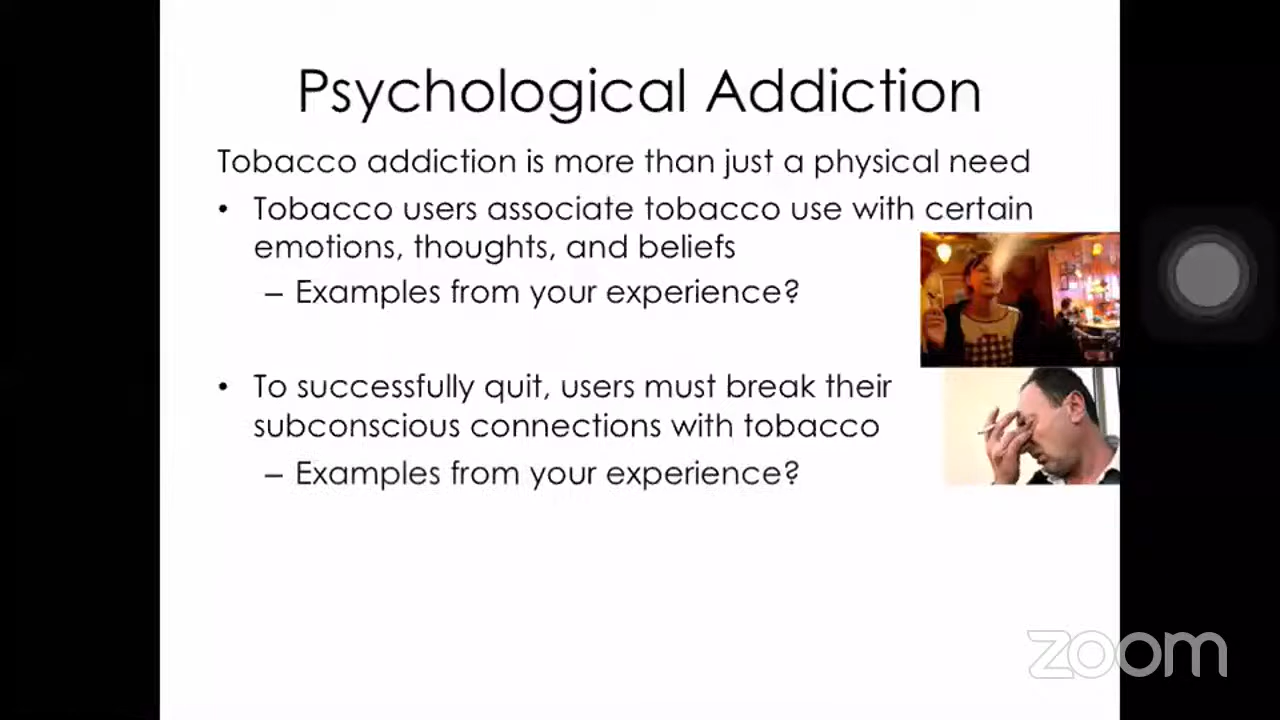 Psychological Addiction
Tobacco addiction is more than just a physical need
• Tobacco users associate tobacco use with certain
emotions, thoughts, and beliefs
– Examples from your experience?
• To successfully quit, users must break their
subconscious connections with tobacco
– Examples from your experience?
zoom